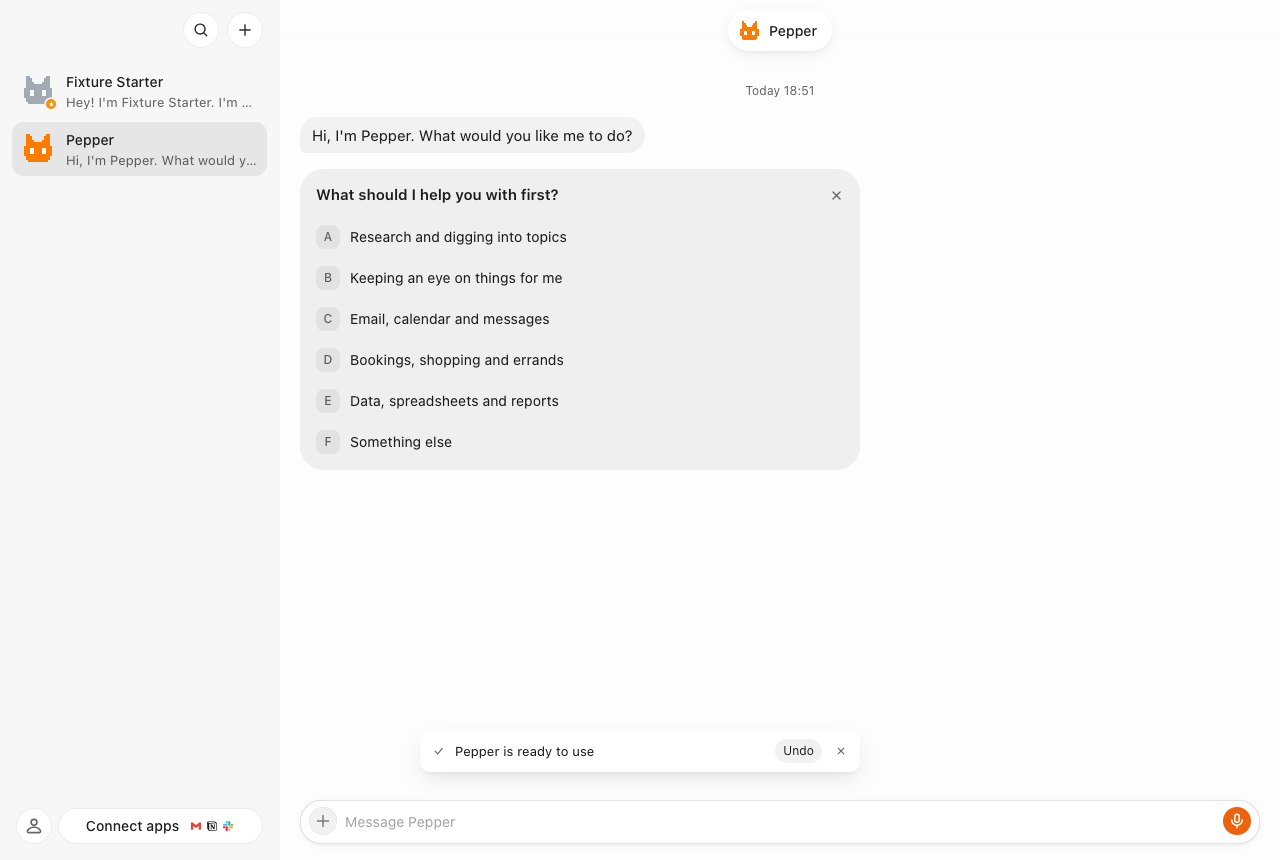 Fixture Starter
Hey! I'm Fixture Starter. I'm ...
Pepper
Hi, I'm Pepper. What would y...
Connect apps
Pepper
Today 18:51
Hi, I'm Pepper. What would you like me to do?
What should I help you with first?
A Research and digging into topics
B Keeping an eye on things for me
C Email, calendar and messages
D Bookings, shopping and errands
E Data, spreadsheets and reports
F Something else
Pepper is ready to use Undo
Message Pepper